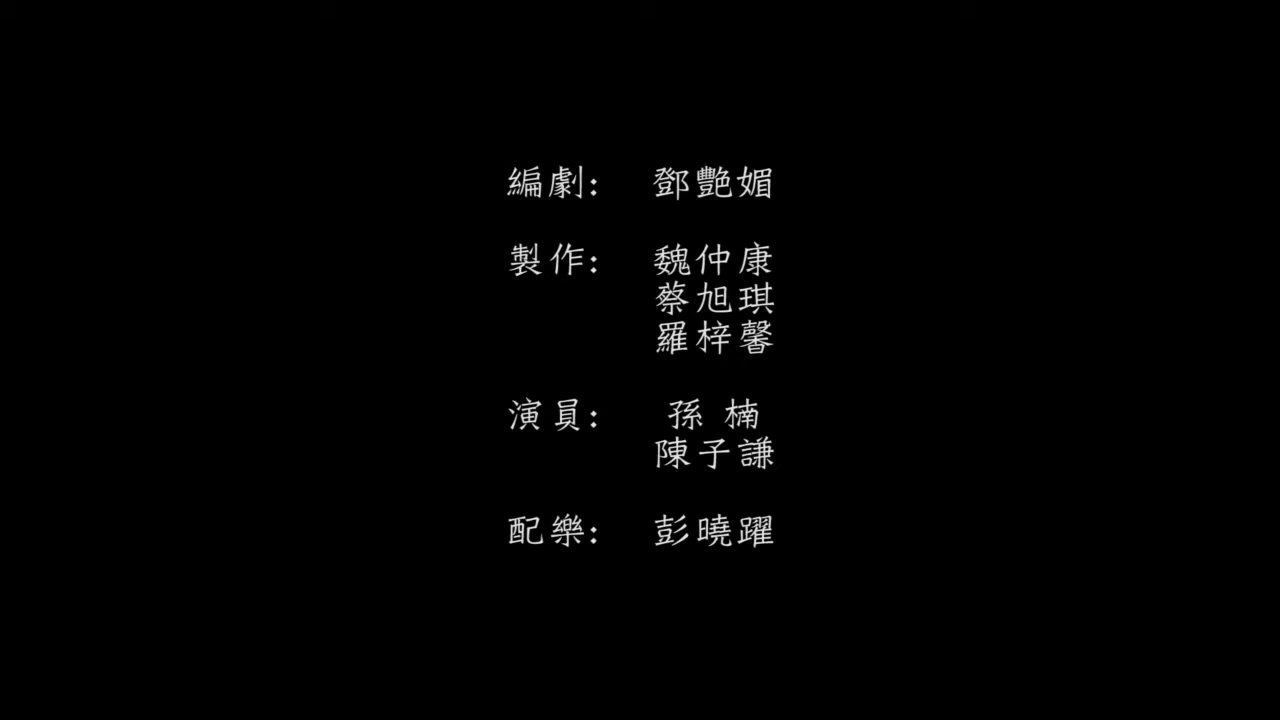 編劇: 鄧艷媚
製作: 魏仲康
蔡旭琪
羅梓馨
演員: 孫 楠
陳子謙
配樂: 彭曉躍